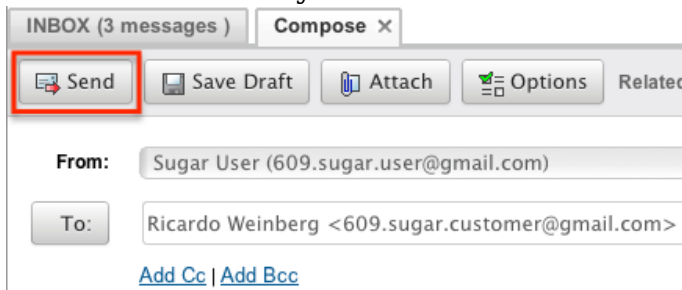 INBOX (3 messages ) Compose ×
Send Save Draft Attach Options Related
From: Sugar User (609.sugar.user@gmail.com)
To: Ricardo Weinberg <609.sugar.customer@gmail.com>
Add Cc | Add Bcc